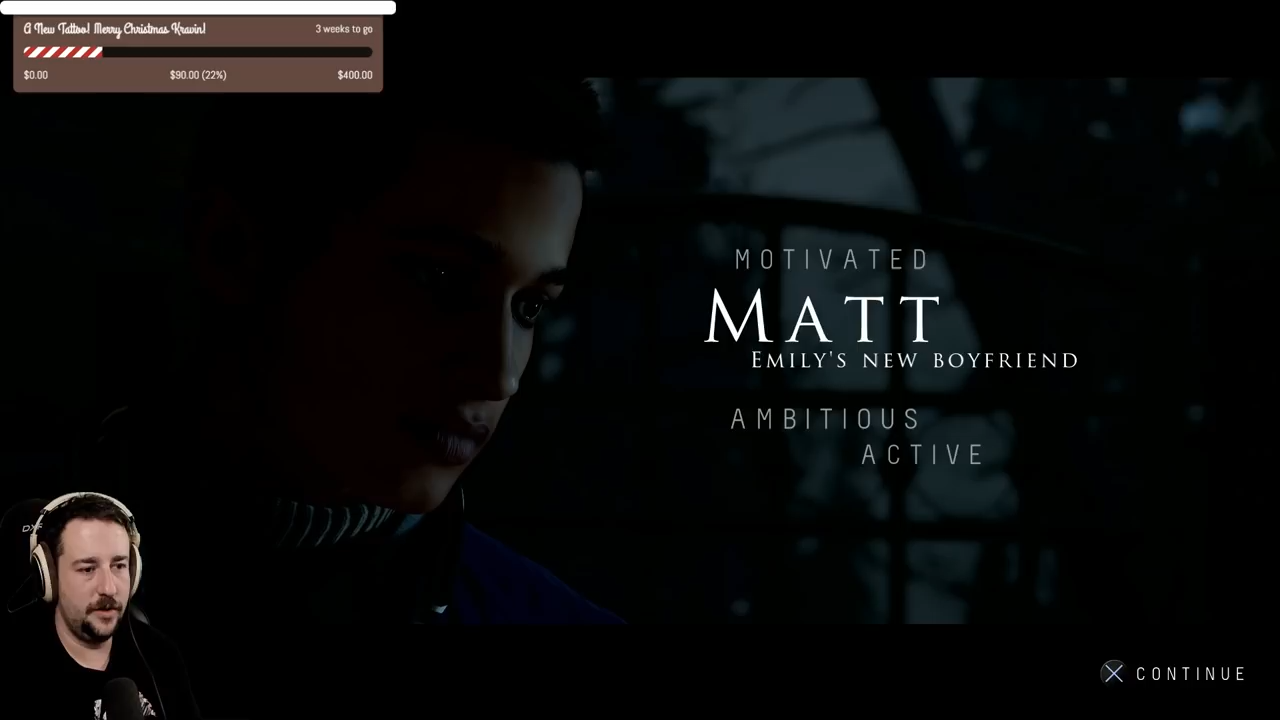 A New Tattoo! Merry Christmas Kravin!
3 weeks to go
$0.00
$90.00 (22%)
$400.00
MOTIVATED
MATT
EMILY'S NEW BOYFRIEND
AMBITIOUS
ACTIVE
CONTINUE